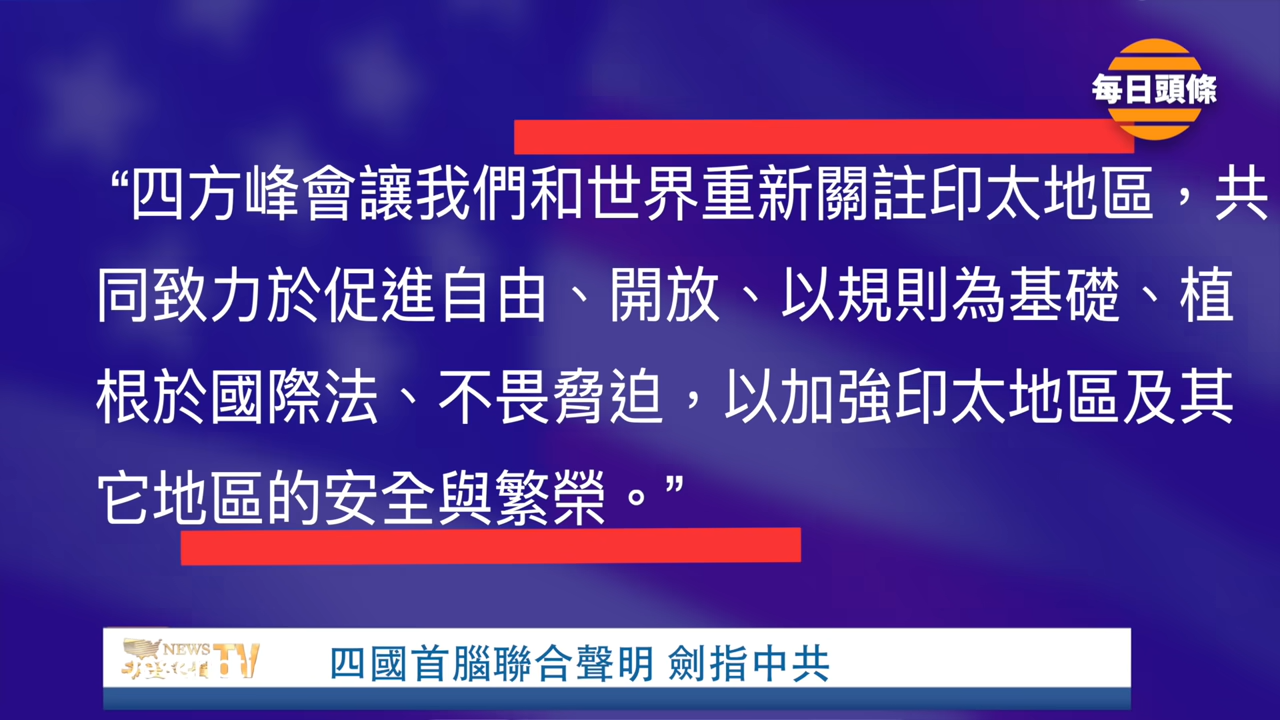 每日頭條
“四方峰會讓我們和世界重新關註印太地區，共
同致力於促進自由、開放、以規則為基礎、植
根於國際法、不畏脅迫，以加強印太地區及其
它地區的安全與繁榮。”
NEWS
TV
四國首腦聯合聲明 劍指中共